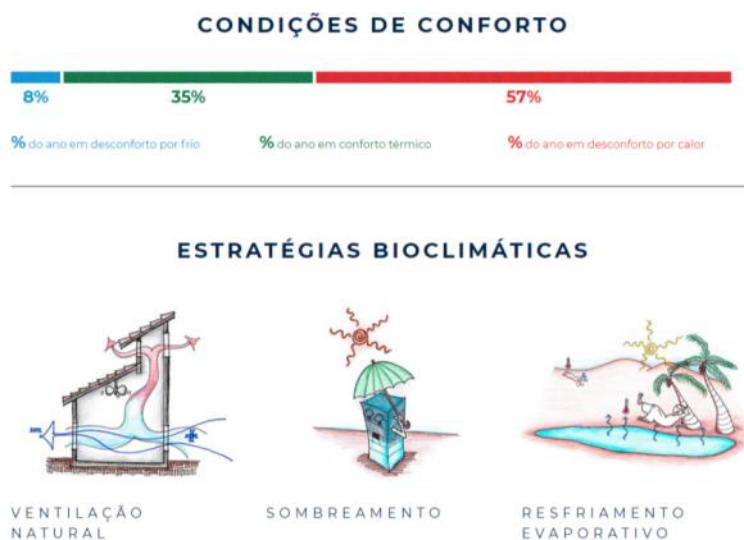 CONDIÇÕES DE CONFORTO
8% 35% 57%
% do ano em desconforto por frio % do ano em conforto térmico % do ano em desconforto por calor
ESTRATÉGIAS BIOCLIMÁTICAS
VENTILAÇÃO
NATURAL
SOMBREAMENTO
RESFRIAMENTO
EVAPORATIVO